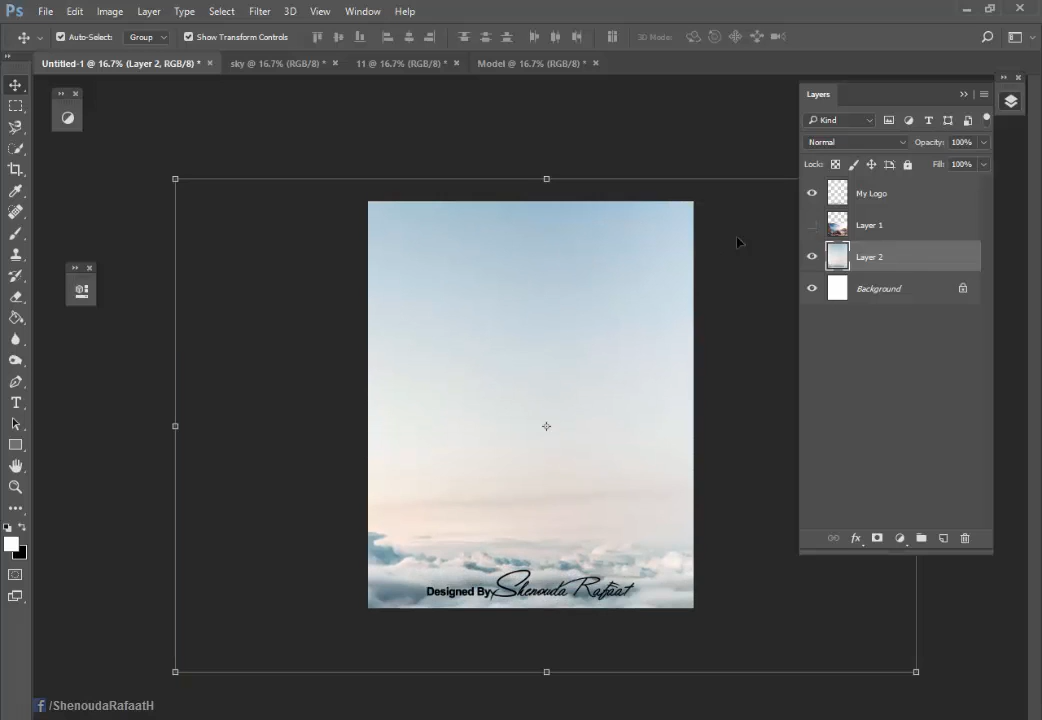 Ps File Edit Image Layer Type Select Filter 3D View Window Help
Auto-Select: Group Show Transform Controls 3D Mode:
Untitled-1 @ 16.7% (Layer 2, RGB/8) * × sky @ 16.7% (RGB/8) * × 11 @ 16.7% (RGB/8) * × Model @ 16.7% (RGB/8) * ×
Layers
Kind
Normal Opacity: 100%
Lock: Fill: 100%
My Logo
Layer 1
Layer 2
Background
fx
Designed By Shenouda Rafaat
f /ShenoudaRafaatH